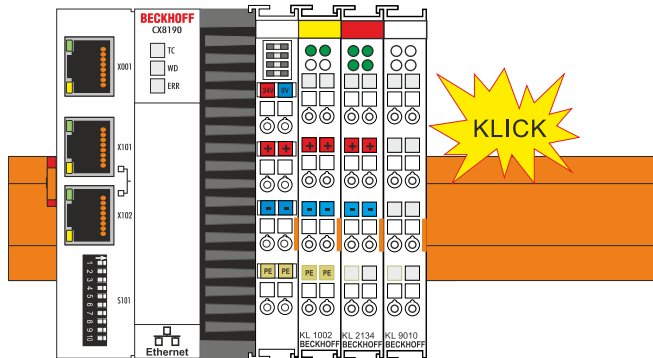 BECKHOFF
CX8190
TC
WD
ERR
X001
X101
X102
S101
1
2
3
4
5
6
7
8
9
10
Ethernet
24V 0V
+ + + + + +
- - - - - -
PE PE PE PE
KL 1002
BECKHOFF
KL 2134
BECKHOFF
KL 9010
BECKHOFF
KLICK